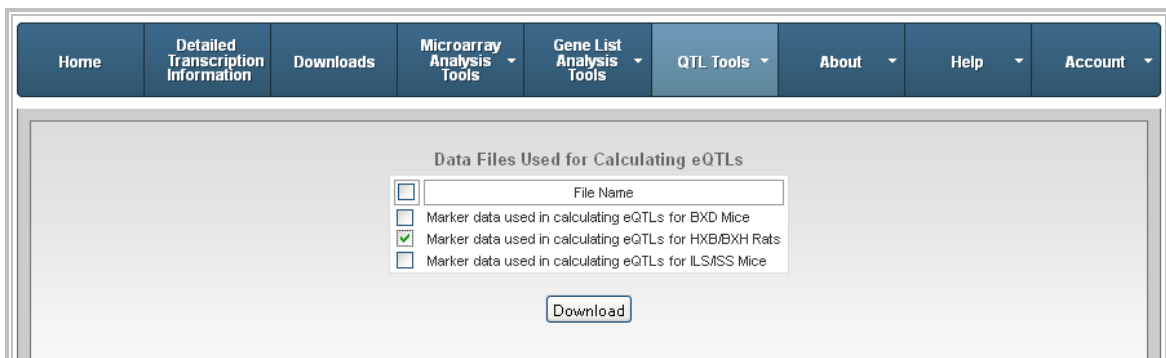 Home
Detailed
Transcription
Information
Downloads
Microarray
Analysis
Tools
Gene List
Analysis
Tools
QTL Tools
About
Help
Account
Data Files Used for Calculating eQTLs
File Name
Marker data used in calculating eQTLs for BXD Mice
Marker data used in calculating eQTLs for HXB/BXH Rats
Marker data used in calculating eQTLs for ILS/ISS Mice
Download